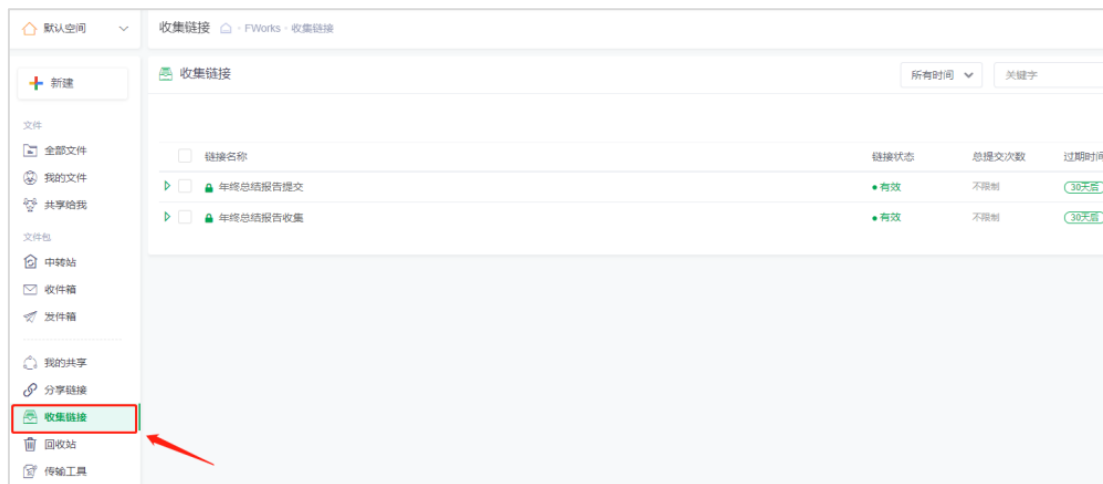 默认空间
收集链接 - FWorks - 收集链接
新建
收集链接
所有时间
关键字
文件
全部文件
我的文件
共享给我
文件包
中转站
收件箱
发件箱
我的共享
分享链接
收集链接
回收站
传输工具
链接名称 链接状态 总提交次数 过期时间
年终总结报告提交 有效 不限制 30天后
年终总结报告收集 有效 不限制 30天后